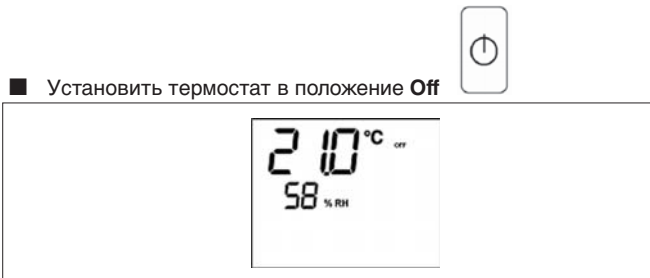 ■ Установить термостат в положение Off
21.0 °C OFF
58 % RH